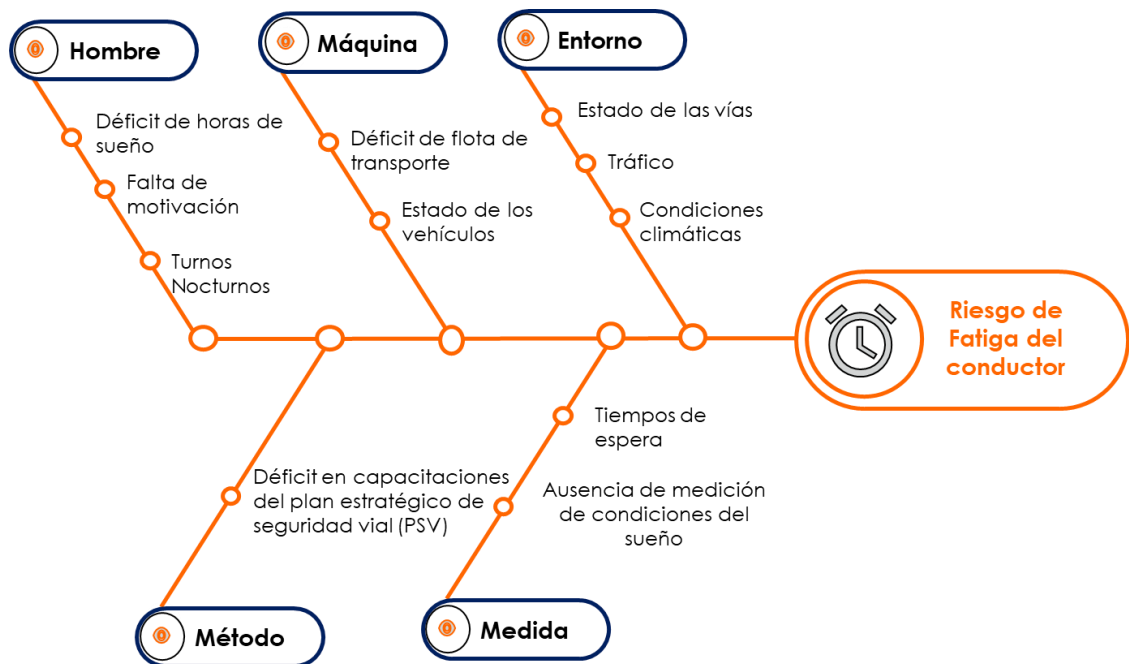 Hombre
Máquina
Entorno
Déficit de horas de
sueño
Falta de
motivación
Turnos
Nocturnos
Déficit de flota de
transporte
Estado de los
vehículos
Estado de las vías
Tráfico
Condiciones
climáticas
Riesgo de
Fatiga del
conductor
Déficit en capacitaciones
del plan estratégico de
seguridad vial (PSV)
Tiempos de
espera
Ausencia de medición
de condiciones del
sueño
Método
Medida